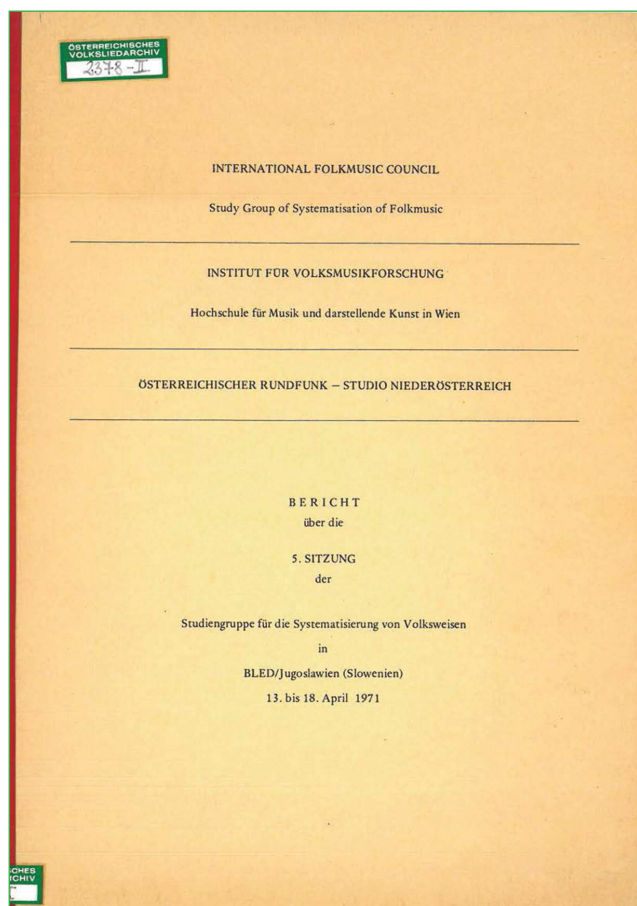 ÖSTERREICHISCHES
VOLKSLIEDARCHIV
2378-II
INTERNATIONAL FOLKMUSIC COUNCIL
Study Group of Systematisation of Folkmusic
INSTITUT FÜR VOLKSMUSIKFORSCHUNG
Hochschule für Musik und darstellende Kunst in Wien
ÖSTERREICHISCHER RUNDFUNK – STUDIO NIEDERÖSTERREICH
BERICHT
über die
5. SITZUNG
der
Studiengruppe für die Systematisierung von Volksweisen
in
BLED/Jugoslawien (Slowenien)
13. bis 18. April 1971
SCHES
ICHIV